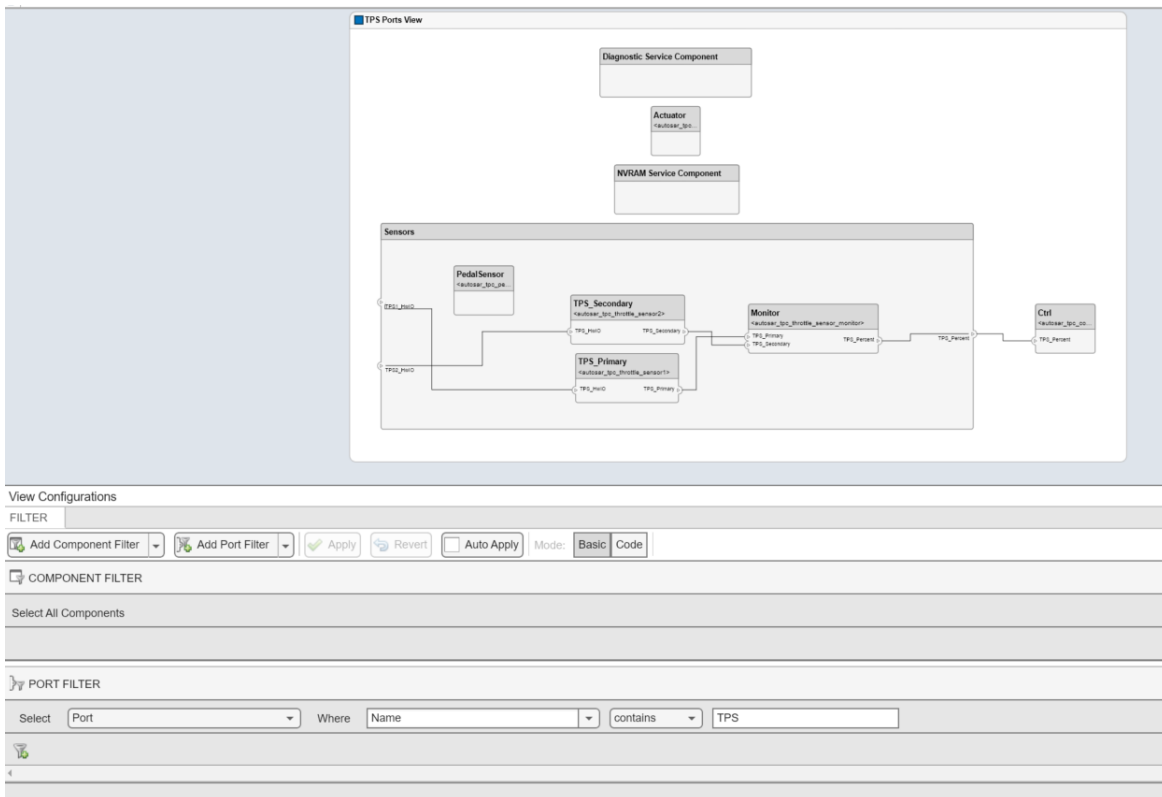 TPS Ports View
Diagnostic Service Component
Actuator
<autosar_tpc...
NVRAM Service Component
Sensors
PedalSensor
<autosar_tpc_pe...
TPS1_HwIO
TPS_Secondary
<autosar_tpc_throttle_sensor2>
TPS_HwIO TPS_Secondary
Monitor
<autosar_tpc_throttle_sensor_monitor>
TPS_Primary
TPS_Secondary
TPS_Percent
TPS_Percent
Ctrl
<autosar_tpc_co...
TPS_Percent
TPS2_HwIO
TPS_Primary
<autosar_tpc_throttle_sensor1>
TPS_HwIO TPS_Primary
View Configurations
FILTER
Add Component Filter Add Port Filter Apply Revert Auto Apply Mode: Basic Code
COMPONENT FILTER
Select All Components
PORT FILTER
Select Port Where Name contains TPS